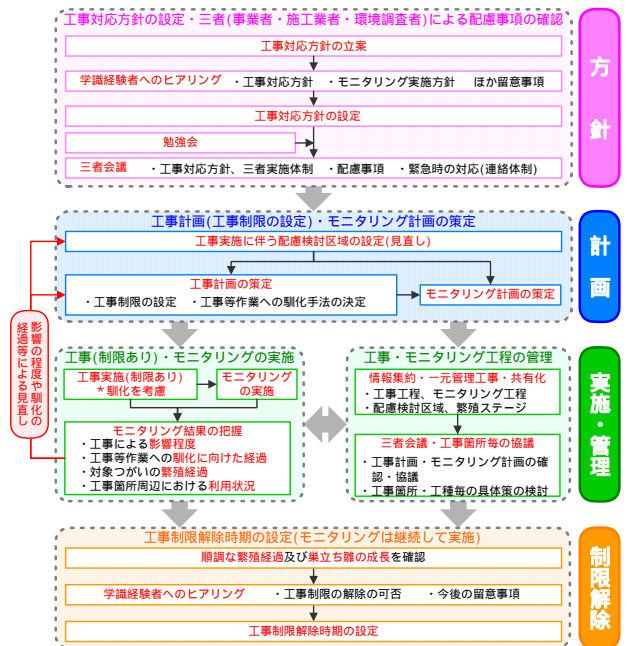 工事対応方針の設定・三者(事業者・施工業者・環境調査者)による配慮事項の確認
工事対応方針の立案
学識経験者へのヒアリング ・工事対応方針 ・モニタリング実施方針 ほか留意事項
工事対応方針の設定
勉強会
三者会議 ・工事対応方針、三者実施体制 ・配慮事項 ・緊急時の対応(連絡体制)
方針
工事計画(工事制限の設定)・モニタリング計画の策定
工事実施に伴う配慮検討区域の設定(見直し)
工事計画の策定
・工事制限の設定 ・工事等作業への馴化手法の決定
モニタリング計画の策定
計画
影響の程度や馴化の
経過等による見直し
工事(制限あり)・モニタリングの実施
工事実施(制限あり)
*馴化を考慮
モニタリング
の実施
モニタリング結果の把握
・工事による影響程度
・工事等作業への馴化に向けた経過
・対象つがいの繁殖経過
・工事箇所周辺における利用状況
工事・モニタリング工程の管理
情報集約・一元管理工事・共有化
・工事工程、モニタリング工程
・配慮検討区域、繁殖ステージ
三者会議・工事箇所毎の協議
・工事計画・モニタリング計画の確
認・協議
・工事箇所・工種毎の具体策の検討
実施・管理
工事制限解除時期の設定(モニタリングは継続して実施)
順調な繁殖経過及び巣立ち雛の成長を確認
学識経験者へのヒアリング ・工事制限の解除の可否 ・今後の留意事項
工事制限解除時期の設定
制限解除